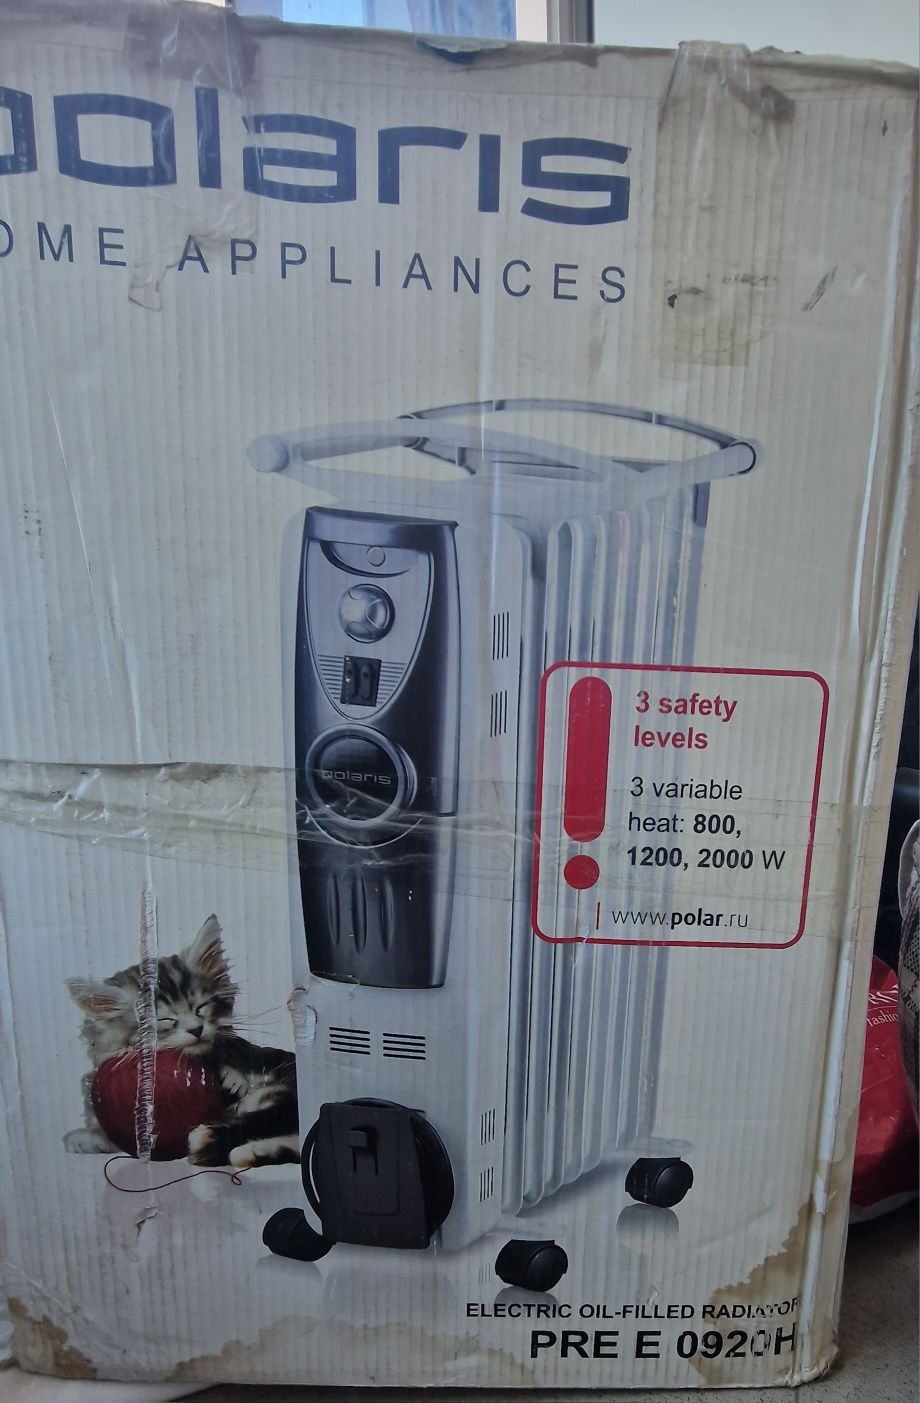 polaris
OME APPLIANCES
polaris
3 safety
levels
3 variable
heat: 800,
1200, 2000 W
www.polar.ru
ELECTRIC OIL-FILLED RADIATOR
PRE E 0920H